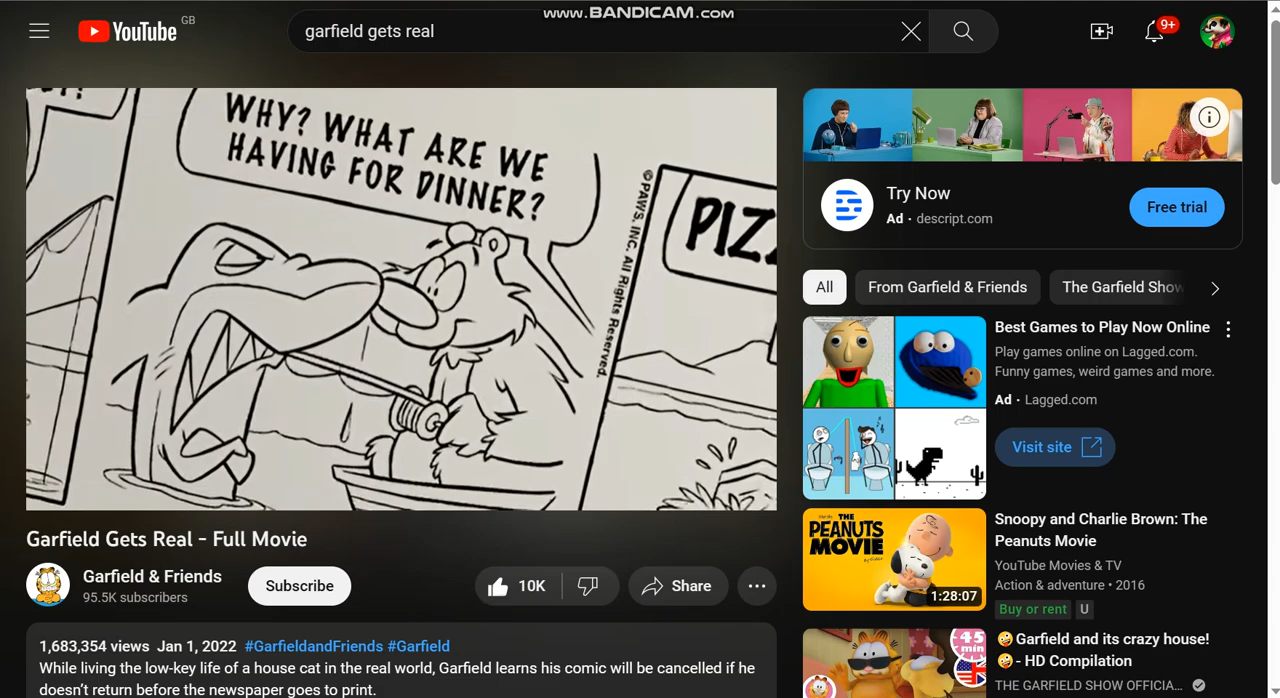 www.BANDICAM.com
YouTube GB
garfield gets real
9+
WHY? WHAT ARE WE
HAVING FOR DINNER?
©PAWS, INC. All Rights Reserved.
PIZ
Garfield Gets Real - Full Movie
Garfield & Friends
95.5K subscribers
Subscribe
10K
Share
1,683,354 views Jan 1, 2022 #GarfieldandFriends #Garfield
While living the low-key life of a house cat in the real world, Garfield learns his comic will be cancelled if he
doesn't return before the newspaper goes to print.
Try Now
Ad · descript.com
Free trial
All
From Garfield & Friends
The Garfield Show
Best Games to Play Now Online
Play games online on Lagged.com.
Funny games, weird games and more.
Ad · Lagged.com
Visit site
THE
PEANUTS
MOVIE
1:28:07
Snoopy and Charlie Brown: The
Peanuts Movie
YouTube Movies & TV
Action & adventure • 2016
Buy or rent U
45
min
🤪Garfield and its crazy house!
🤪 - HD Compilation
THE GARFIELD SHOW OFFICIA...